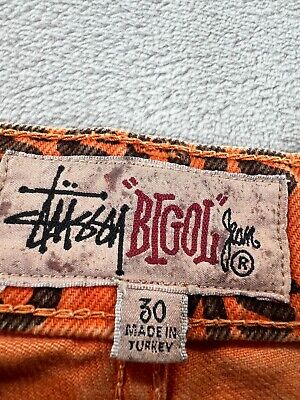 Stüssy "BIGOL" Jean ®
30
MADE IN
TURKEY